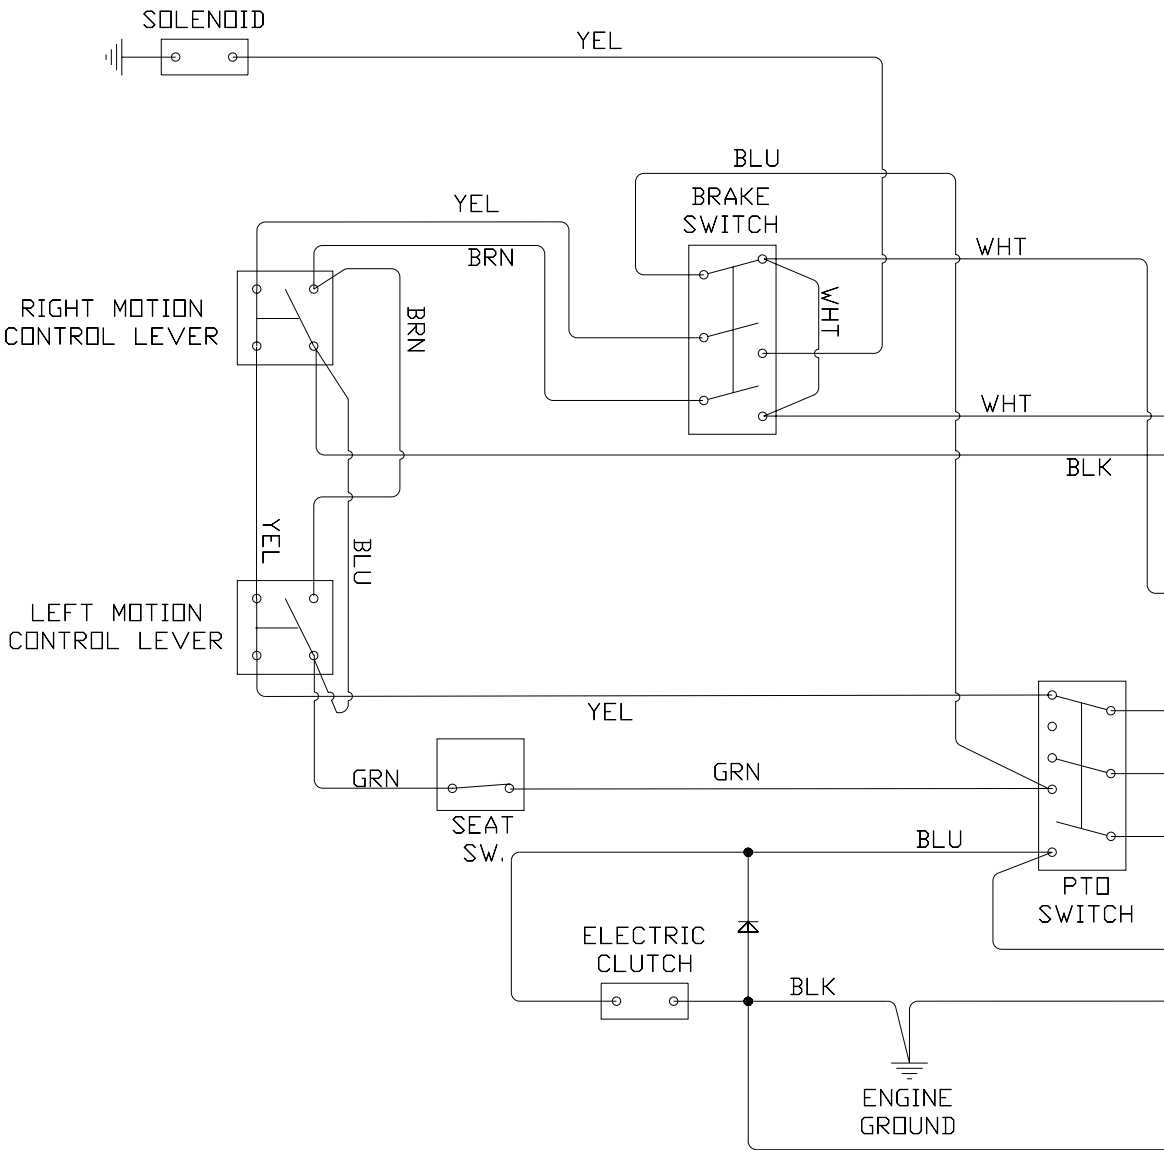 SOLENOID
YEL
BLU
BRAKE
SWITCH
YEL
BRN
WHT
WHT
BRN
RIGHT MOTION
CONTROL LEVER
WHT
BLK
YEL
BLU
LEFT MOTION
CONTROL LEVER
YEL
GRN
GRN
SEAT
SW.
BLU
PTO
SWITCH
ELECTRIC
CLUTCH
BLK
ENGINE
GROUND